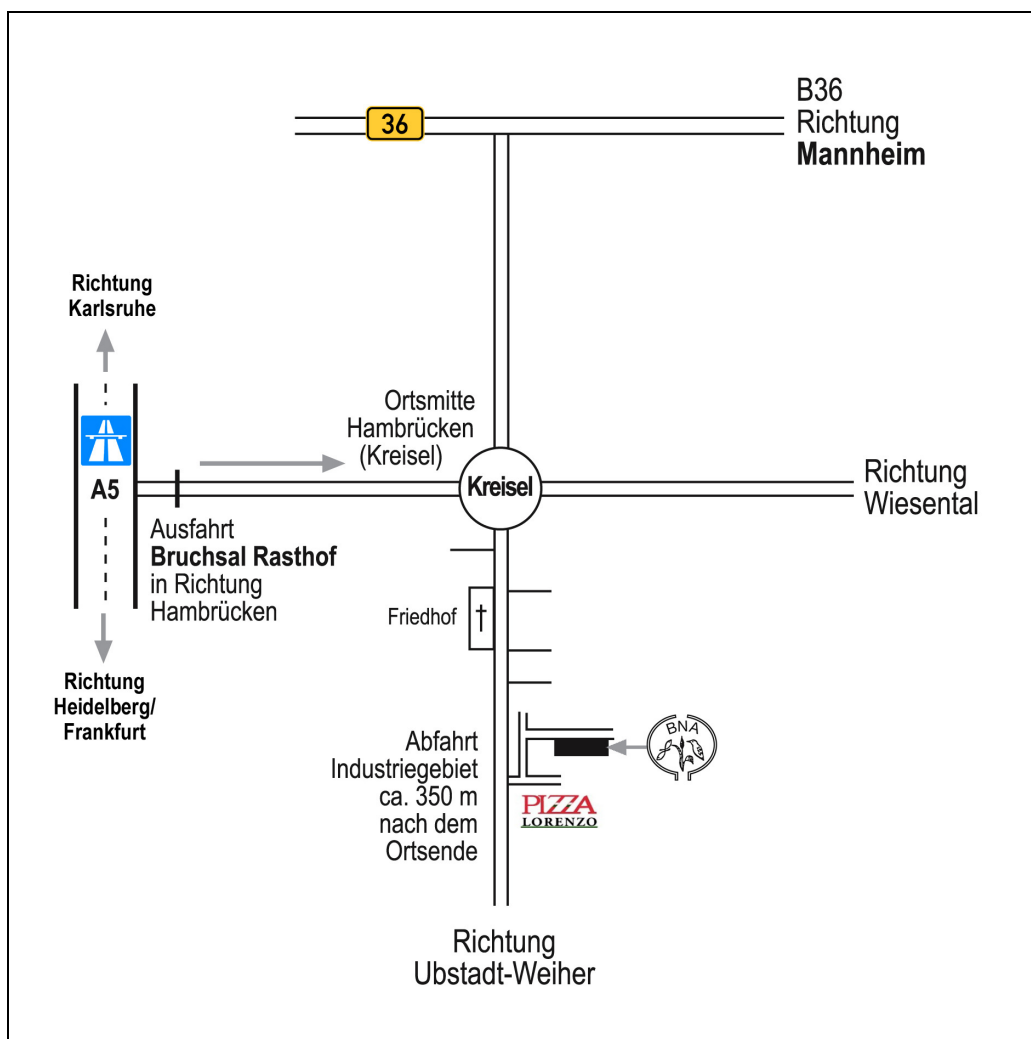 36
B36
Richtung
Mannheim
Richtung
Karlsruhe
A5
Ortsmitte
Hambrücken
(Kreisel)
Kreisel
Richtung
Wiesental
Ausfahrt
Bruchsal Rasthof
in Richtung
Hambrücken
Friedhof
Richtung
Heidelberg/
Frankfurt
Abfahrt
Industriegebiet
ca. 350 m
nach dem
Ortsende
BNA
PIZZA
LORENZO
Richtung
Ubstadt-Weiher